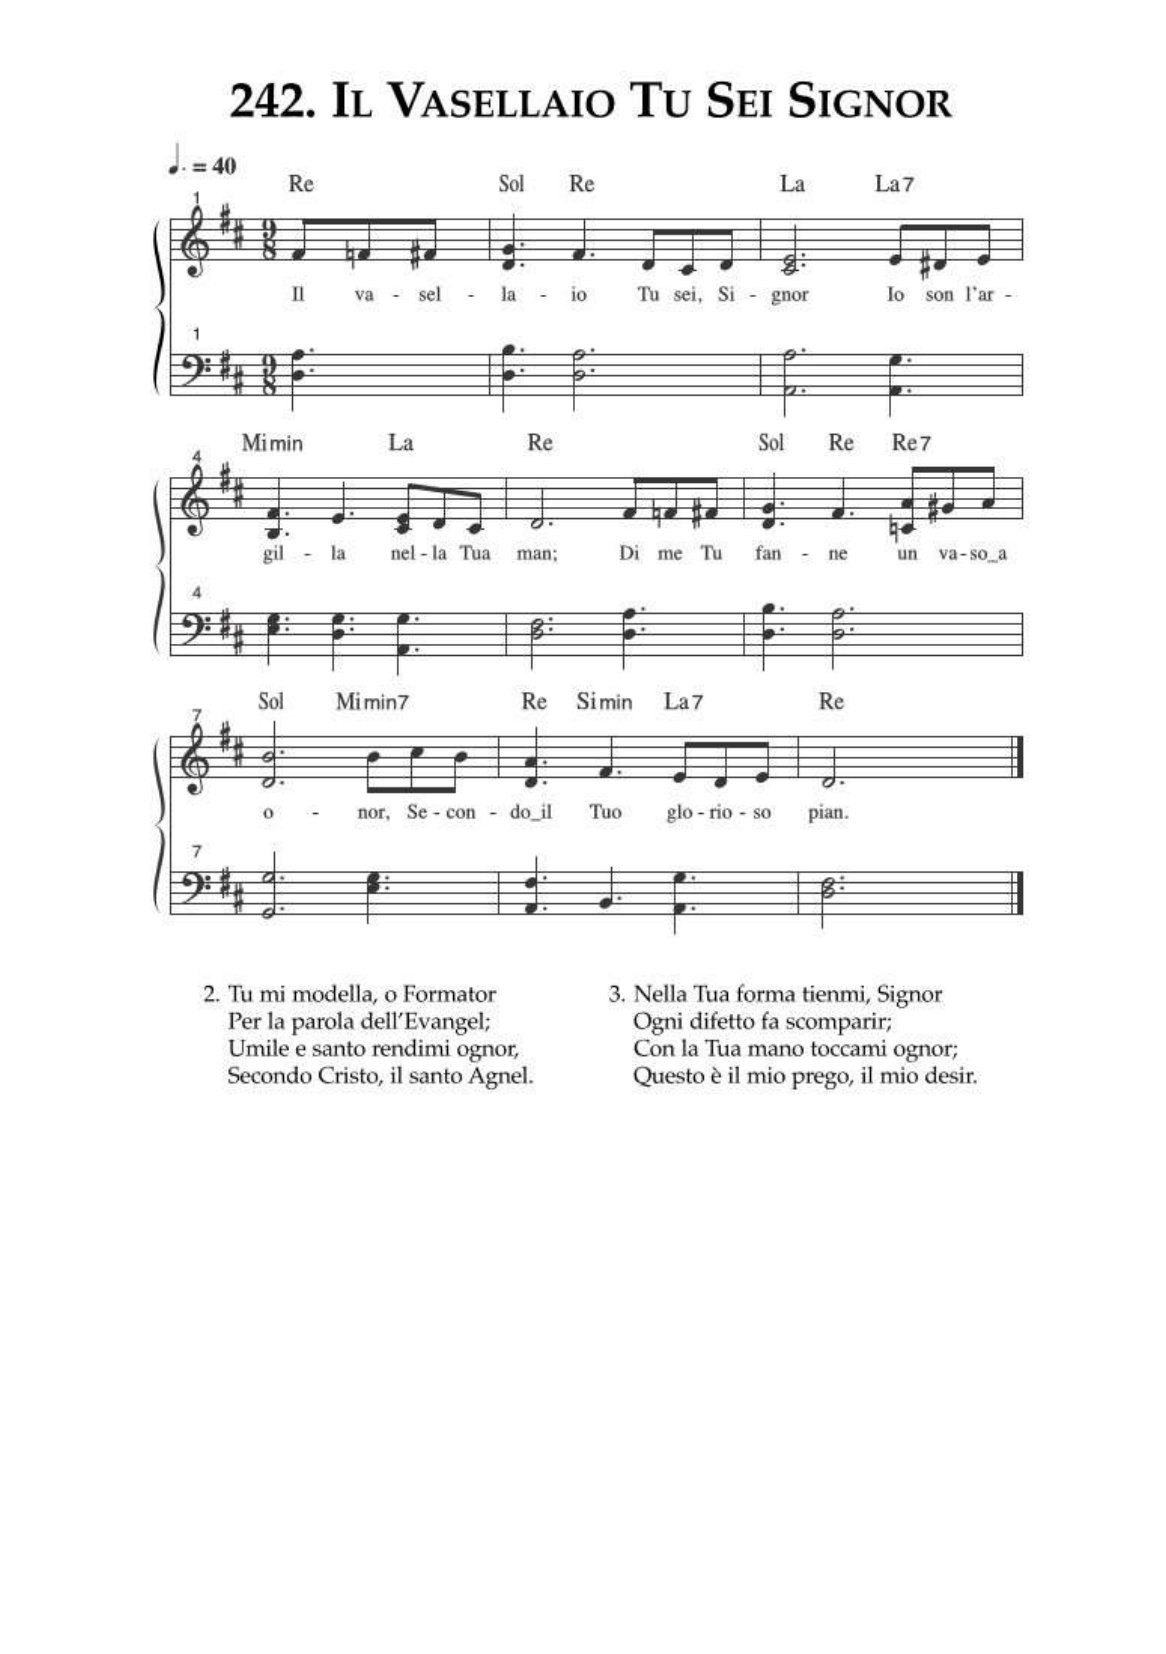 242. Il Vasellaio Tu Sei Signor
♩. = 40
Re Sol Re La La7
1
9 8
Il va - sel - la - io Tu sei, Si - gnor Io son l'ar -
1
9 8
Mimin La Re Sol Re Re7
4
gil - la nel - la Tua man; Di me Tu fan - ne un va - so_a
4
Sol Mimin7 Re Simin La7 Re
7
o - nor, Se - con - do_il Tuo glo - rio - so pian.
7
2. Tu mi modella, o Formator
Per la parola dell'Evangel;
Umile e santo rendimi ognor,
Secondo Cristo, il santo Agnel.
3. Nella Tua forma tienmi, Signor
Ogni difetto fa scomparir;
Con la Tua mano toccami ognor;
Questo è il mio prego, il mio desir.